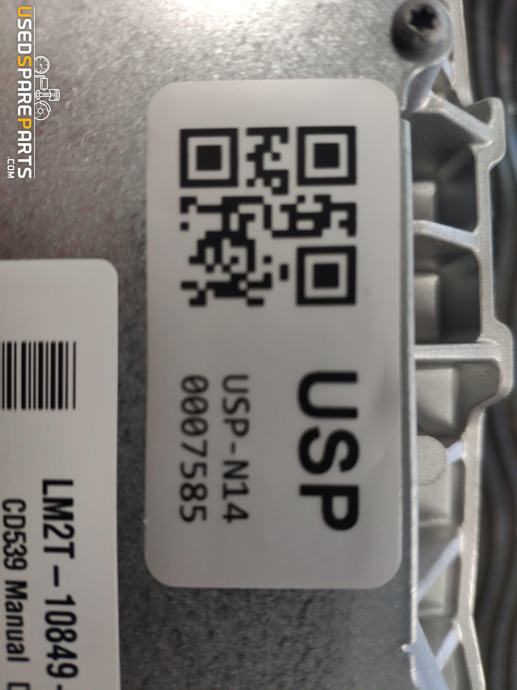 USEDSPAREPARTS
.COM
USP
USP-N14
0007585
LM2T-10849-
CD539 Manual